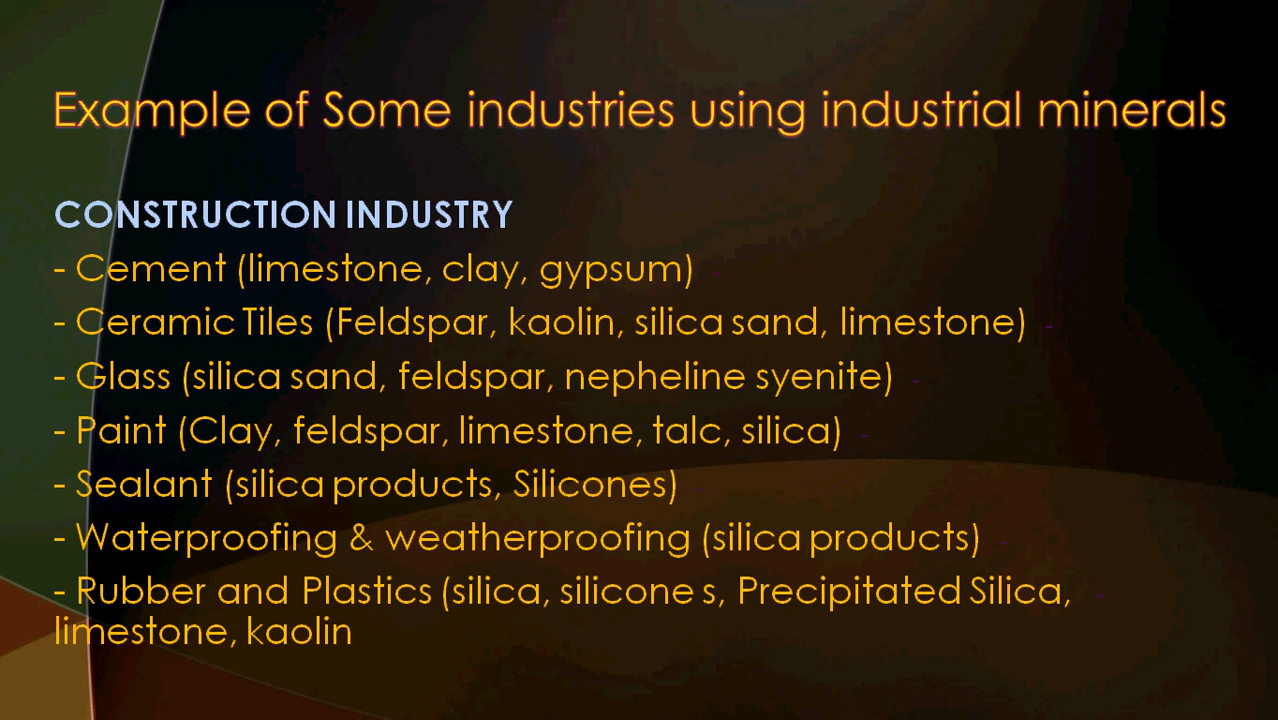 Example of Some industries using industrial minerals
CONSTRUCTION INDUSTRY
- Cement (limestone, clay, gypsum)
- Ceramic Tiles (Feldspar, kaolin, silica sand, limestone)
- Glass (silica sand, feldspar, nepheline syenite)
- Paint (Clay, feldspar, limestone, talc, silica)
- Sealant (silica products, Silicones)
- Waterproofing & weatherproofing (silica products)
- Rubber and Plastics (silica, silicone s, Precipitated Silica,
limestone, kaolin